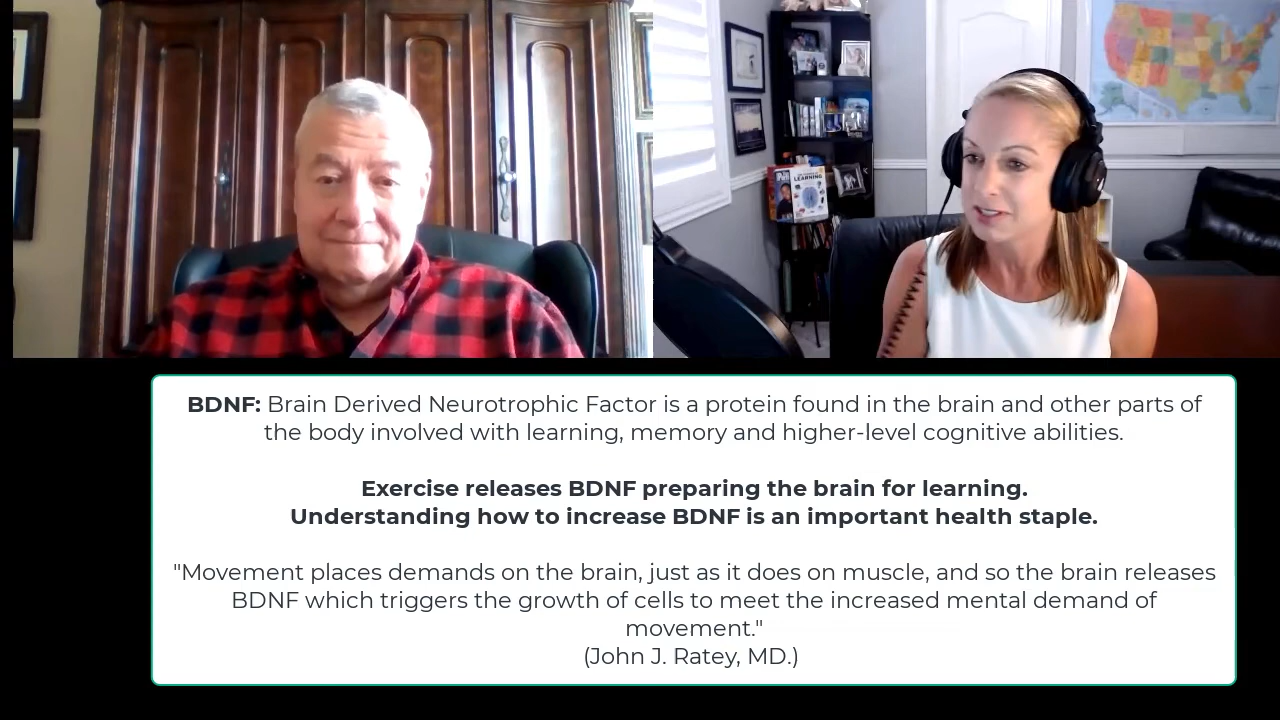 LEARNING
BDNF: Brain Derived Neurotrophic Factor is a protein found in the brain and other parts of
the body involved with learning, memory and higher-level cognitive abilities.
Exercise releases BDNF preparing the brain for learning.
Understanding how to increase BDNF is an important health staple.
"Movement places demands on the brain, just as it does on muscle, and so the brain releases
BDNF which triggers the growth of cells to meet the increased mental demand of
movement."
(John J. Ratey, MD.)